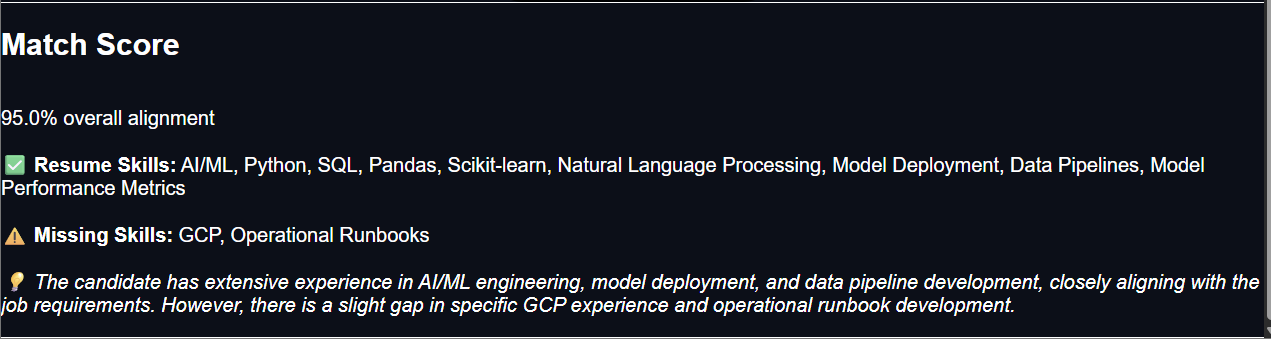 Match Score
95.0% overall alignment
✅ Resume Skills: AI/ML, Python, SQL, Pandas, Scikit-learn, Natural Language Processing, Model Deployment, Data Pipelines, Model
Performance Metrics
⚠️ Missing Skills: GCP, Operational Runbooks
💡 The candidate has extensive experience in AI/ML engineering, model deployment, and data pipeline development, closely aligning with the
job requirements. However, there is a slight gap in specific GCP experience and operational runbook development.